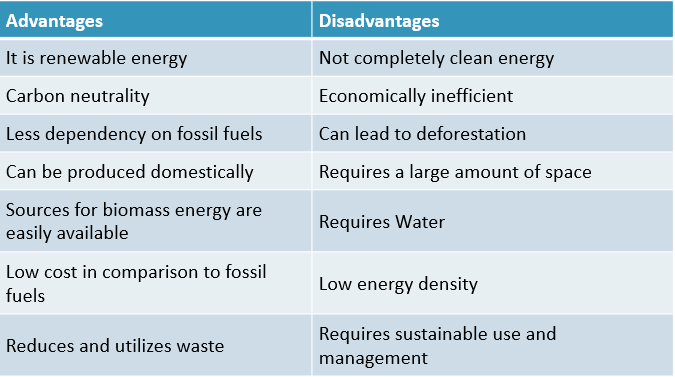 Advantages Disadvantages
It is renewable energy Not completely clean energy
Carbon neutrality Economically inefficient
Less dependency on fossil fuels Can lead to deforestation
Can be produced domestically Requires a large amount of space
Sources for biomass energy are
easily available
Requires Water
Low cost in comparison to fossil
fuels
Low energy density
Reduces and utilizes waste
Requires sustainable use and
management